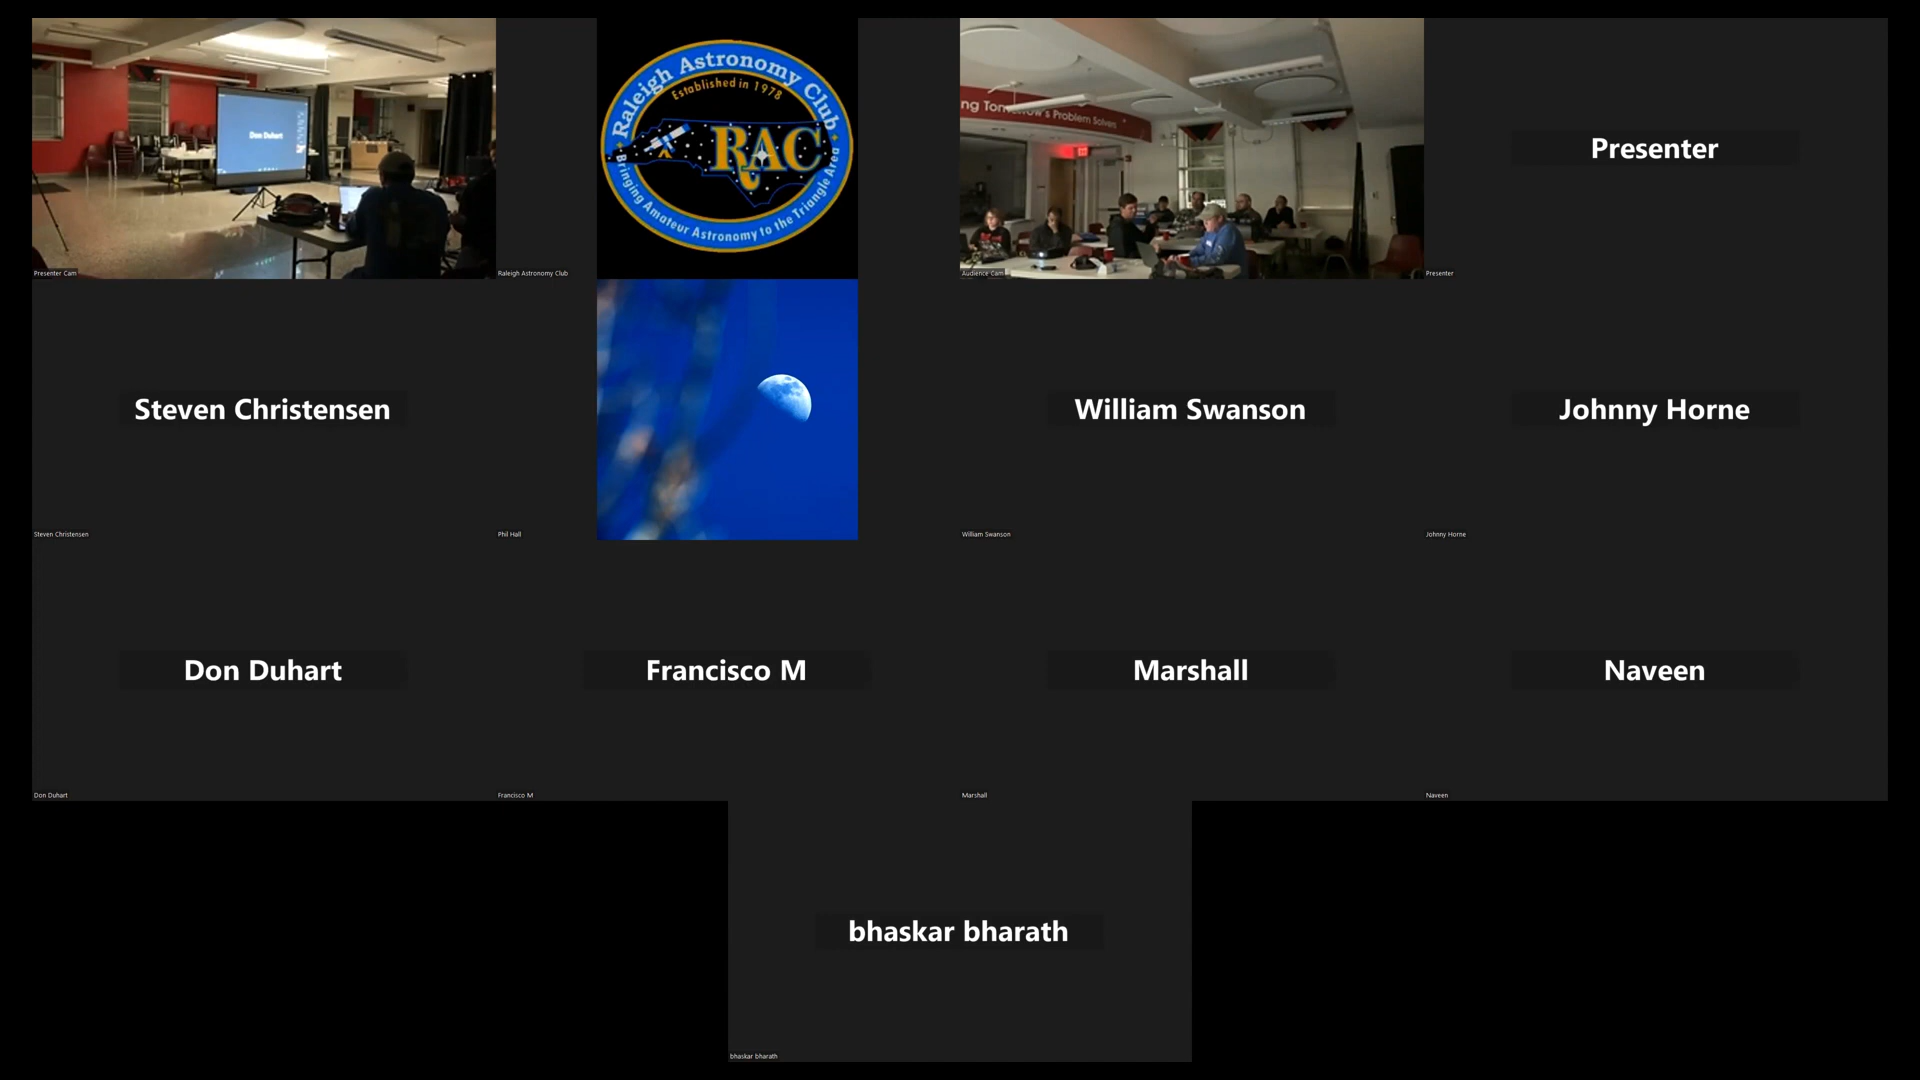 Don Duhart
Presenter Cam
Raleigh Astronomy Club
Established in 1978
RAC
Bringing Amateur Astronomy to the Triangle Area
Raleigh Astronomy Club
ng Tomorrow's Problem Solvers
Audience Cam
Presenter
Presenter
Steven Christensen
Steven Christensen
Phil Hall
William Swanson
William Swanson
Johnny Horne
Johnny Horne
Don Duhart
Don Duhart
Francisco M
Francisco M
Marshall
Marshall
Naveen
Naveen
bhaskar bharath
bhaskar bharath